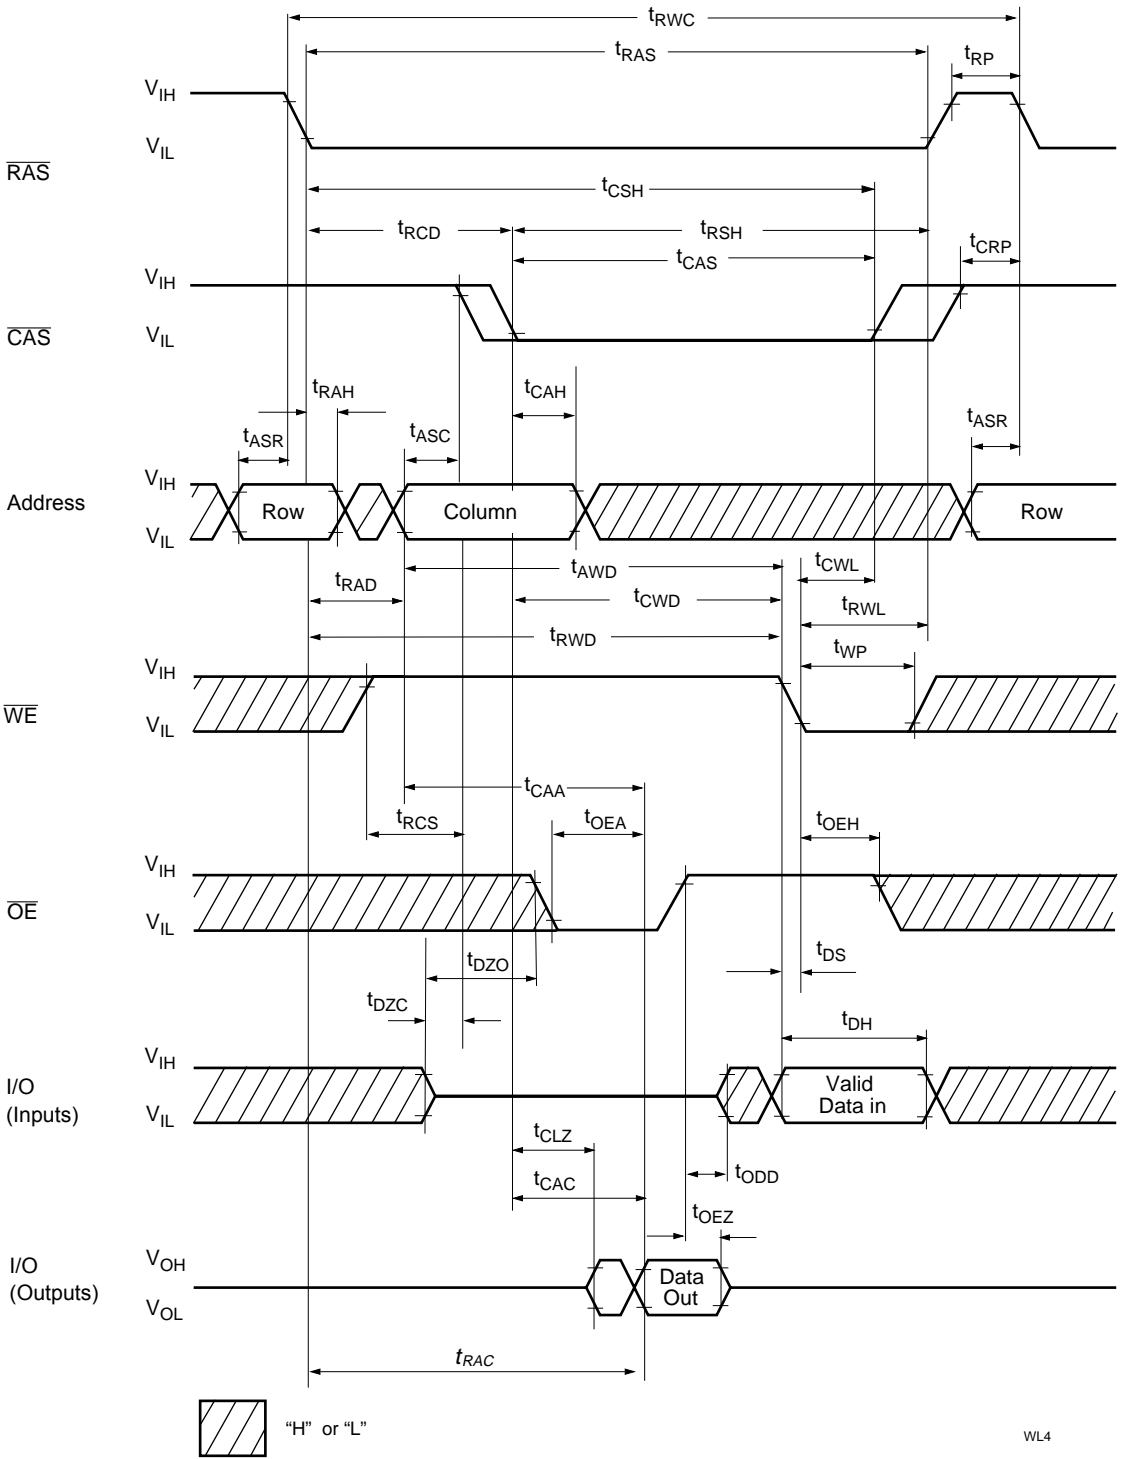 tRWC
tRAS
tRP
VIH
VIL
RAS
tCSH
tRCD
tRSH
tCRP
tCAS
VIH
CAS
VIL
tRAH
tCAH
tASR
tASC
tASR
VIH
Address
Row
Column
Row
VIL
tAWD
tCWL
tRAD
tCWD
tRWL
tRWD
tWP
VIH
WE
VIL
tCAA
tRCS
tOEA
tOEH
VIH
OE
VIL
tDZO
tDS
tDZC
tDH
VIH
I/O
(Inputs)
Valid
Data in
VIL
tCLZ
tODD
tCAC
tOEZ
VOH
I/O
(Outputs)
Data
Out
VOL
tRAC
“H” or “L”
WL4